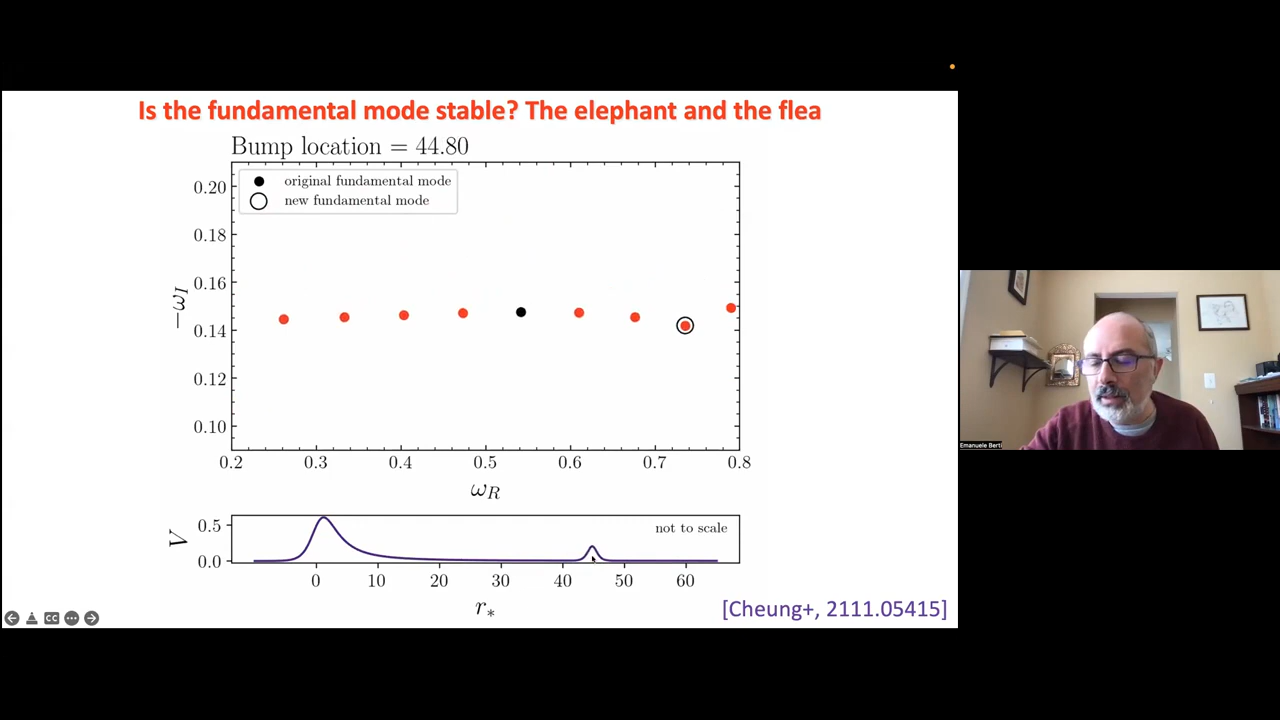 Is the fundamental mode stable? The elephant and the flea
Bump location = 44.80
original fundamental mode
new fundamental mode
0.20
0.18
0.16
0.14
0.12
0.10
−ω_I
0.2 0.3 0.4 0.5 0.6 0.7 0.8
ω_R
not to scale
V
0.5
0.0
0 10 20 30 40 50 60
r_*
[Cheung+, 2111.05415]
CC
Emanuele Berti